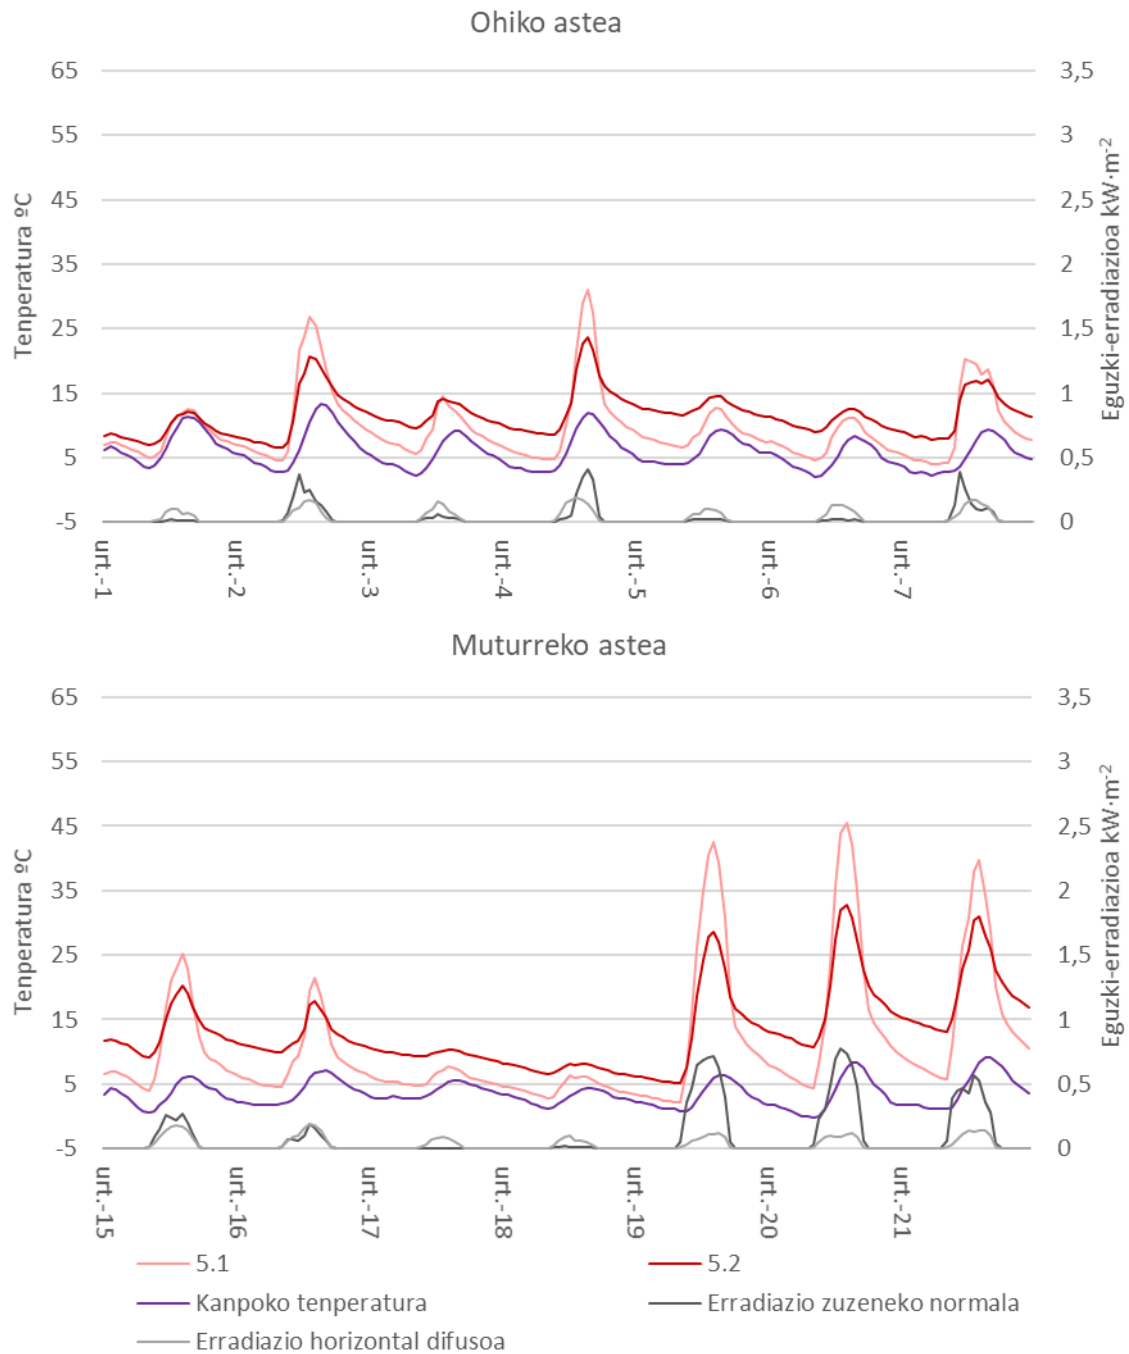 Ohiko astea
65
55
45
35
25
15
5
-5
Tenperatura ºC
3,5
3
2,5
2
1,5
1
0,5
0
Eguzki-erradiazioa kW·m-2
urt.-1
urt.-2
urt.-3
urt.-4
urt.-5
urt.-6
urt.-7
Muturreko astea
65
55
45
35
25
15
5
-5
Tenperatura ºC
3,5
3
2,5
2
1,5
1
0,5
0
Eguzki-erradiazioa kW·m-2
urt.-15
urt.-16
urt.-17
urt.-18
urt.-19
urt.-20
urt.-21
5.1
5.2
Kanpoko tenperatura
Erradiazio zuzeneko normala
Erradiazio horizontal difusoa